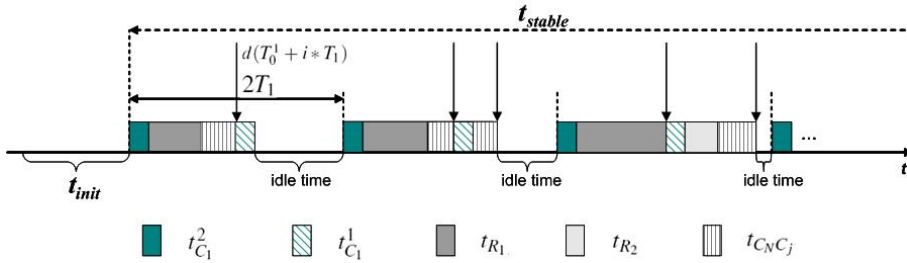 t_stable
d(T_0^1 + i * T_1)
2T_1
...
t_init
idle time idle time idle time t
t_{C_1}^2 t_{C_1}^1 t_{R_1} t_{R_2} t_{C_N C_j}